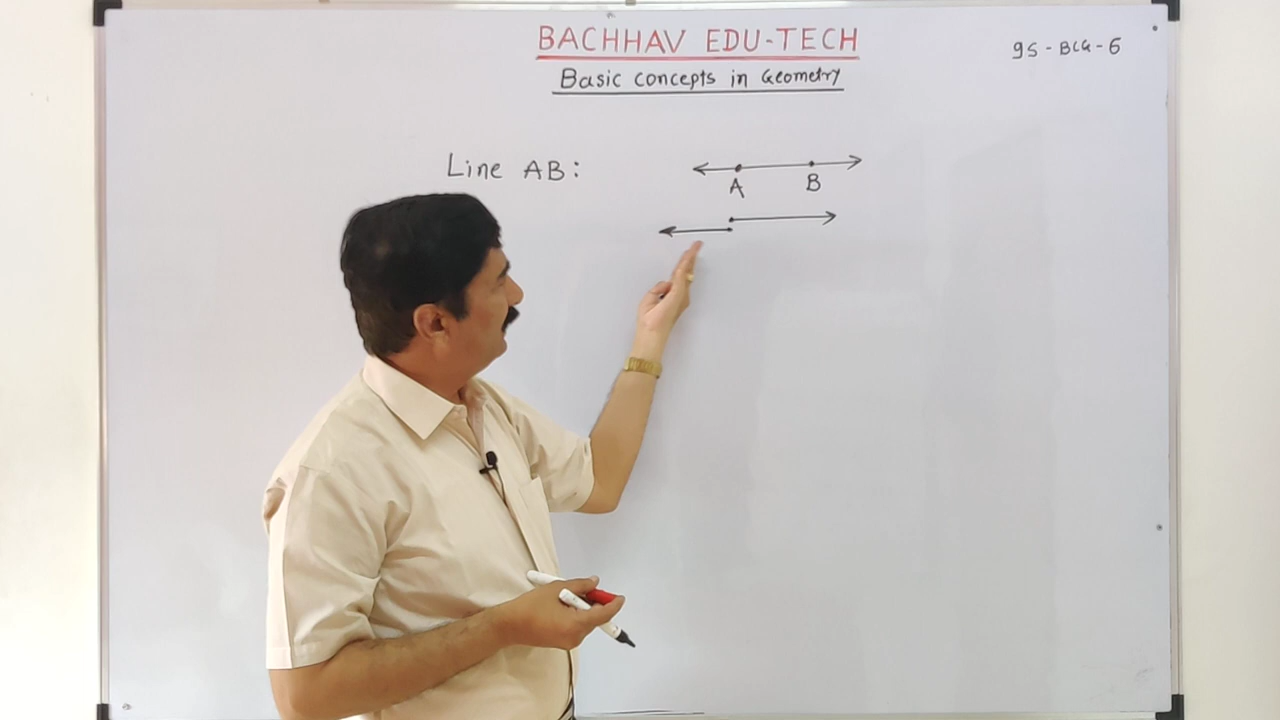 BACHHAV EDU-TECH
Basic concepts in Geometry
9S-BCG-6
Line AB:
A B